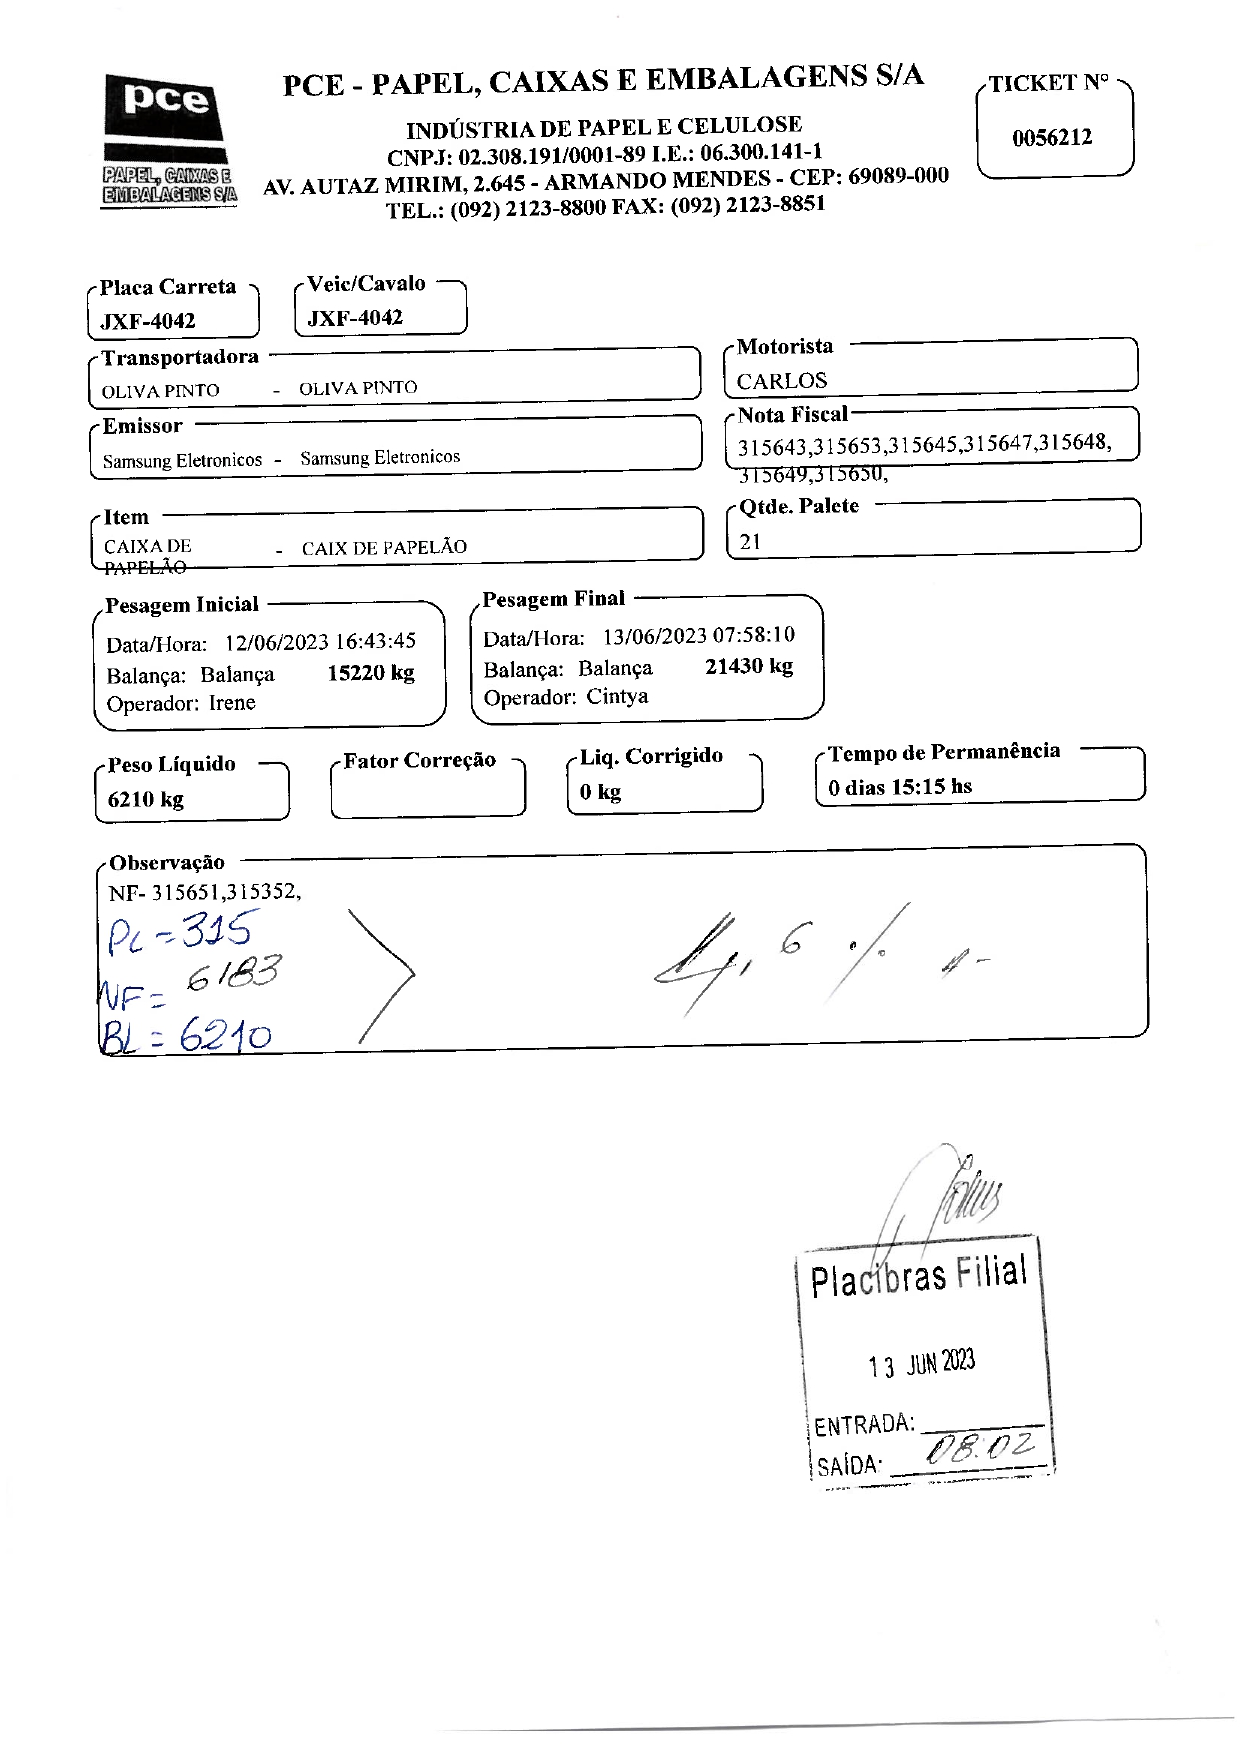 pce
PAPEL, CAIXAS E
EMBALAGENS S/A
PCE - PAPEL, CAIXAS E EMBALAGENS S/A
INDÚSTRIA DE PAPEL E CELULOSE
CNPJ: 02.308.191/0001-89 I.E.: 06.300.141-1
AV. AUTAZ MIRIM, 2.645 - ARMANDO MENDES - CEP: 69089-000
TEL.: (092) 2123-8800 FAX: (092) 2123-8851
TICKET Nº
0056212
Placa Carreta
JXF-4042
Veic/Cavalo
JXF-4042
Transportadora
OLIVA PINTO - OLIVA PINTO
Motorista
CARLOS
Emissor
Samsung Eletronicos - Samsung Eletronicos
Nota Fiscal
315643,315653,315645,315647,315648,
315649,315650,
Item
CAIXA DE - CAIX DE PAPELÃO
PAPELÃO
Qtde. Palete
21
Pesagem Inicial
Data/Hora: 12/06/2023 16:43:45
Balança: Balança 15220 kg
Operador: Irene
Pesagem Final
Data/Hora: 13/06/2023 07:58:10
Balança: Balança 21430 kg
Operador: Cintya
Peso Líquido
6210 kg
Fator Correção
Liq. Corrigido
0 kg
Tempo de Permanência
0 dias 15:15 hs
Observação
NF- 315651,315352,
PL = 315
NF = 6183
BL = 6210
4,6 %
Placibras Filial
13 JUN 2023
ENTRADA:
SAÍDA: 08:02